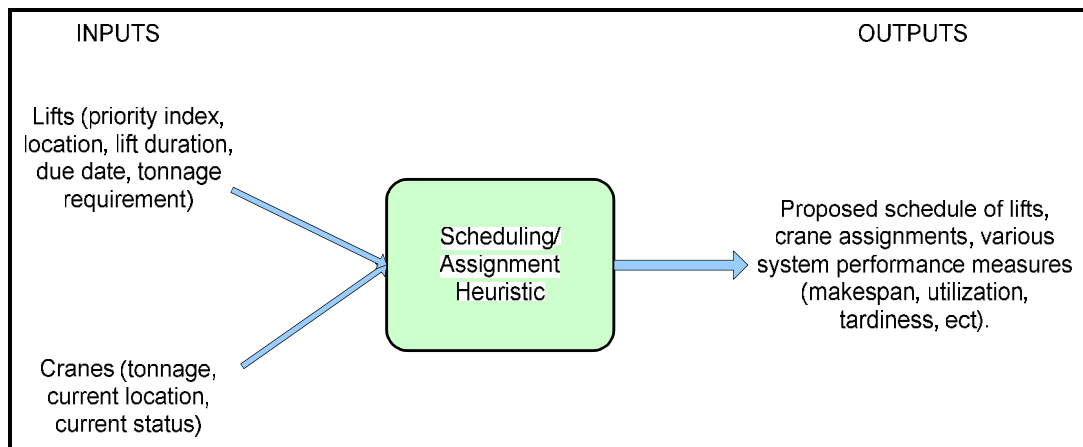 INPUTS
OUTPUTS
Lifts (priority index,
location, lift duration,
due date, tonnage
requirement)
Scheduling/
Assignment
Heuristic
Proposed schedule of lifts,
crane assignments, various
system performance measures
(makespan, utilization,
tardiness, ect).
Cranes (tonnage,
current location,
current status)